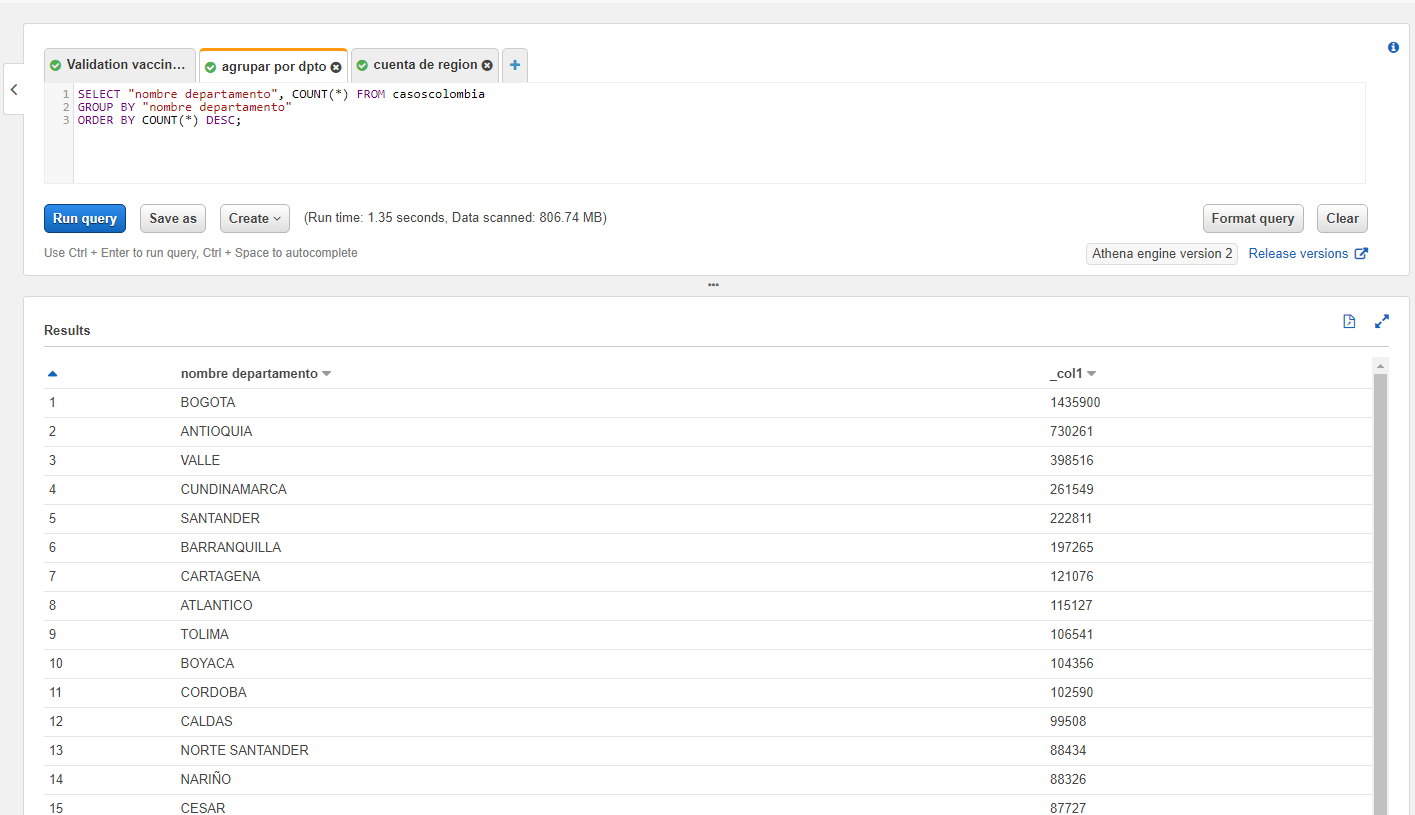 Validation vaccin... agrupar por dpto cuenta de region +
1 SELECT "nombre departamento", COUNT(*) FROM casoscolombia
2 GROUP BY "nombre departamento"
3 ORDER BY COUNT(*) DESC;
Run query Save as Create (Run time: 1.35 seconds, Data scanned: 806.74 MB) Format query Clear
Use Ctrl + Enter to run query, Ctrl + Space to autocomplete Athena engine version 2 Release versions
Results
nombre departamento _col1
1 BOGOTA 1435900
2 ANTIOQUIA 730261
3 VALLE 398516
4 CUNDINAMARCA 261549
5 SANTANDER 222811
6 BARRANQUILLA 197265
7 CARTAGENA 121076
8 ATLANTICO 115127
9 TOLIMA 106541
10 BOYACA 104356
11 CORDOBA 102590
12 CALDAS 99508
13 NORTE SANTANDER 88434
14 NARIÑO 88326
15 CESAR 87727